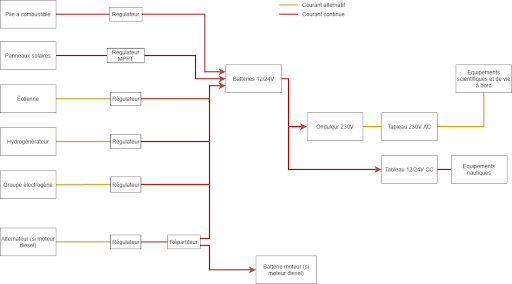 Courant alternatif
Courant continue
Pile à combustible
Régulateur
Panneaux solaires
Régulateur
MPPT
Batteries 12/24V
Equipements
scientifiques et de vie
à bord
Éolienne
Régulateur
Onduleur 230V
Tableau 230V AC
Hydrogénérateur
Régulateur
Tableau 12/24V CC
Equipements
nautiques
Groupe électrogène
Régulateur
Alternateur (si moteur
diesel)
Régulateur
Répartiteur
Batterie moteur (si
moteur diesel)